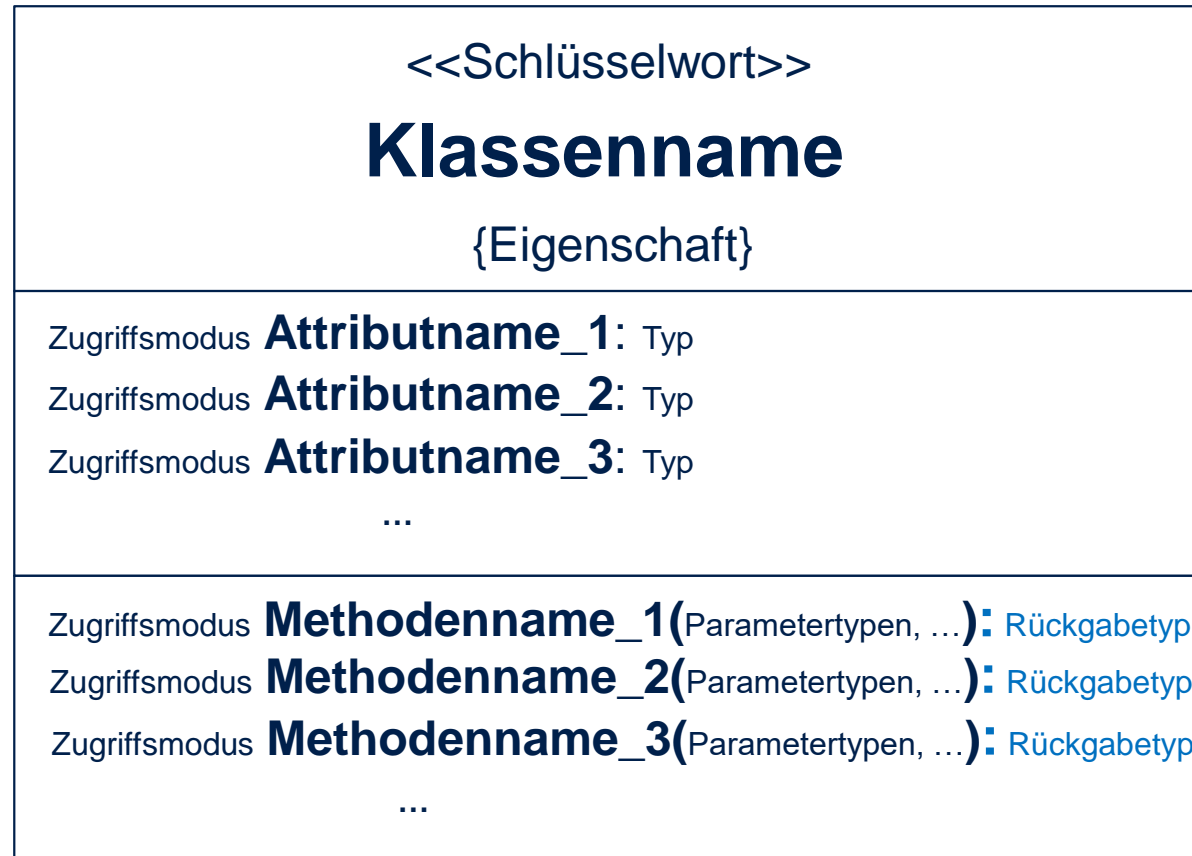 <<Schlüsselwort>>
Klassenname
{Eigenschaft}
Zugriffsmodus Attributname_1: Typ
Zugriffsmodus Attributname_2: Typ
Zugriffsmodus Attributname_3: Typ
...
Zugriffsmodus Methodenname_1(Parametertypen, ...): Rückgabetyp
Zugriffsmodus Methodenname_2(Parametertypen, ...): Rückgabetyp
Zugriffsmodus Methodenname_3(Parametertypen, ...): Rückgabetyp
...